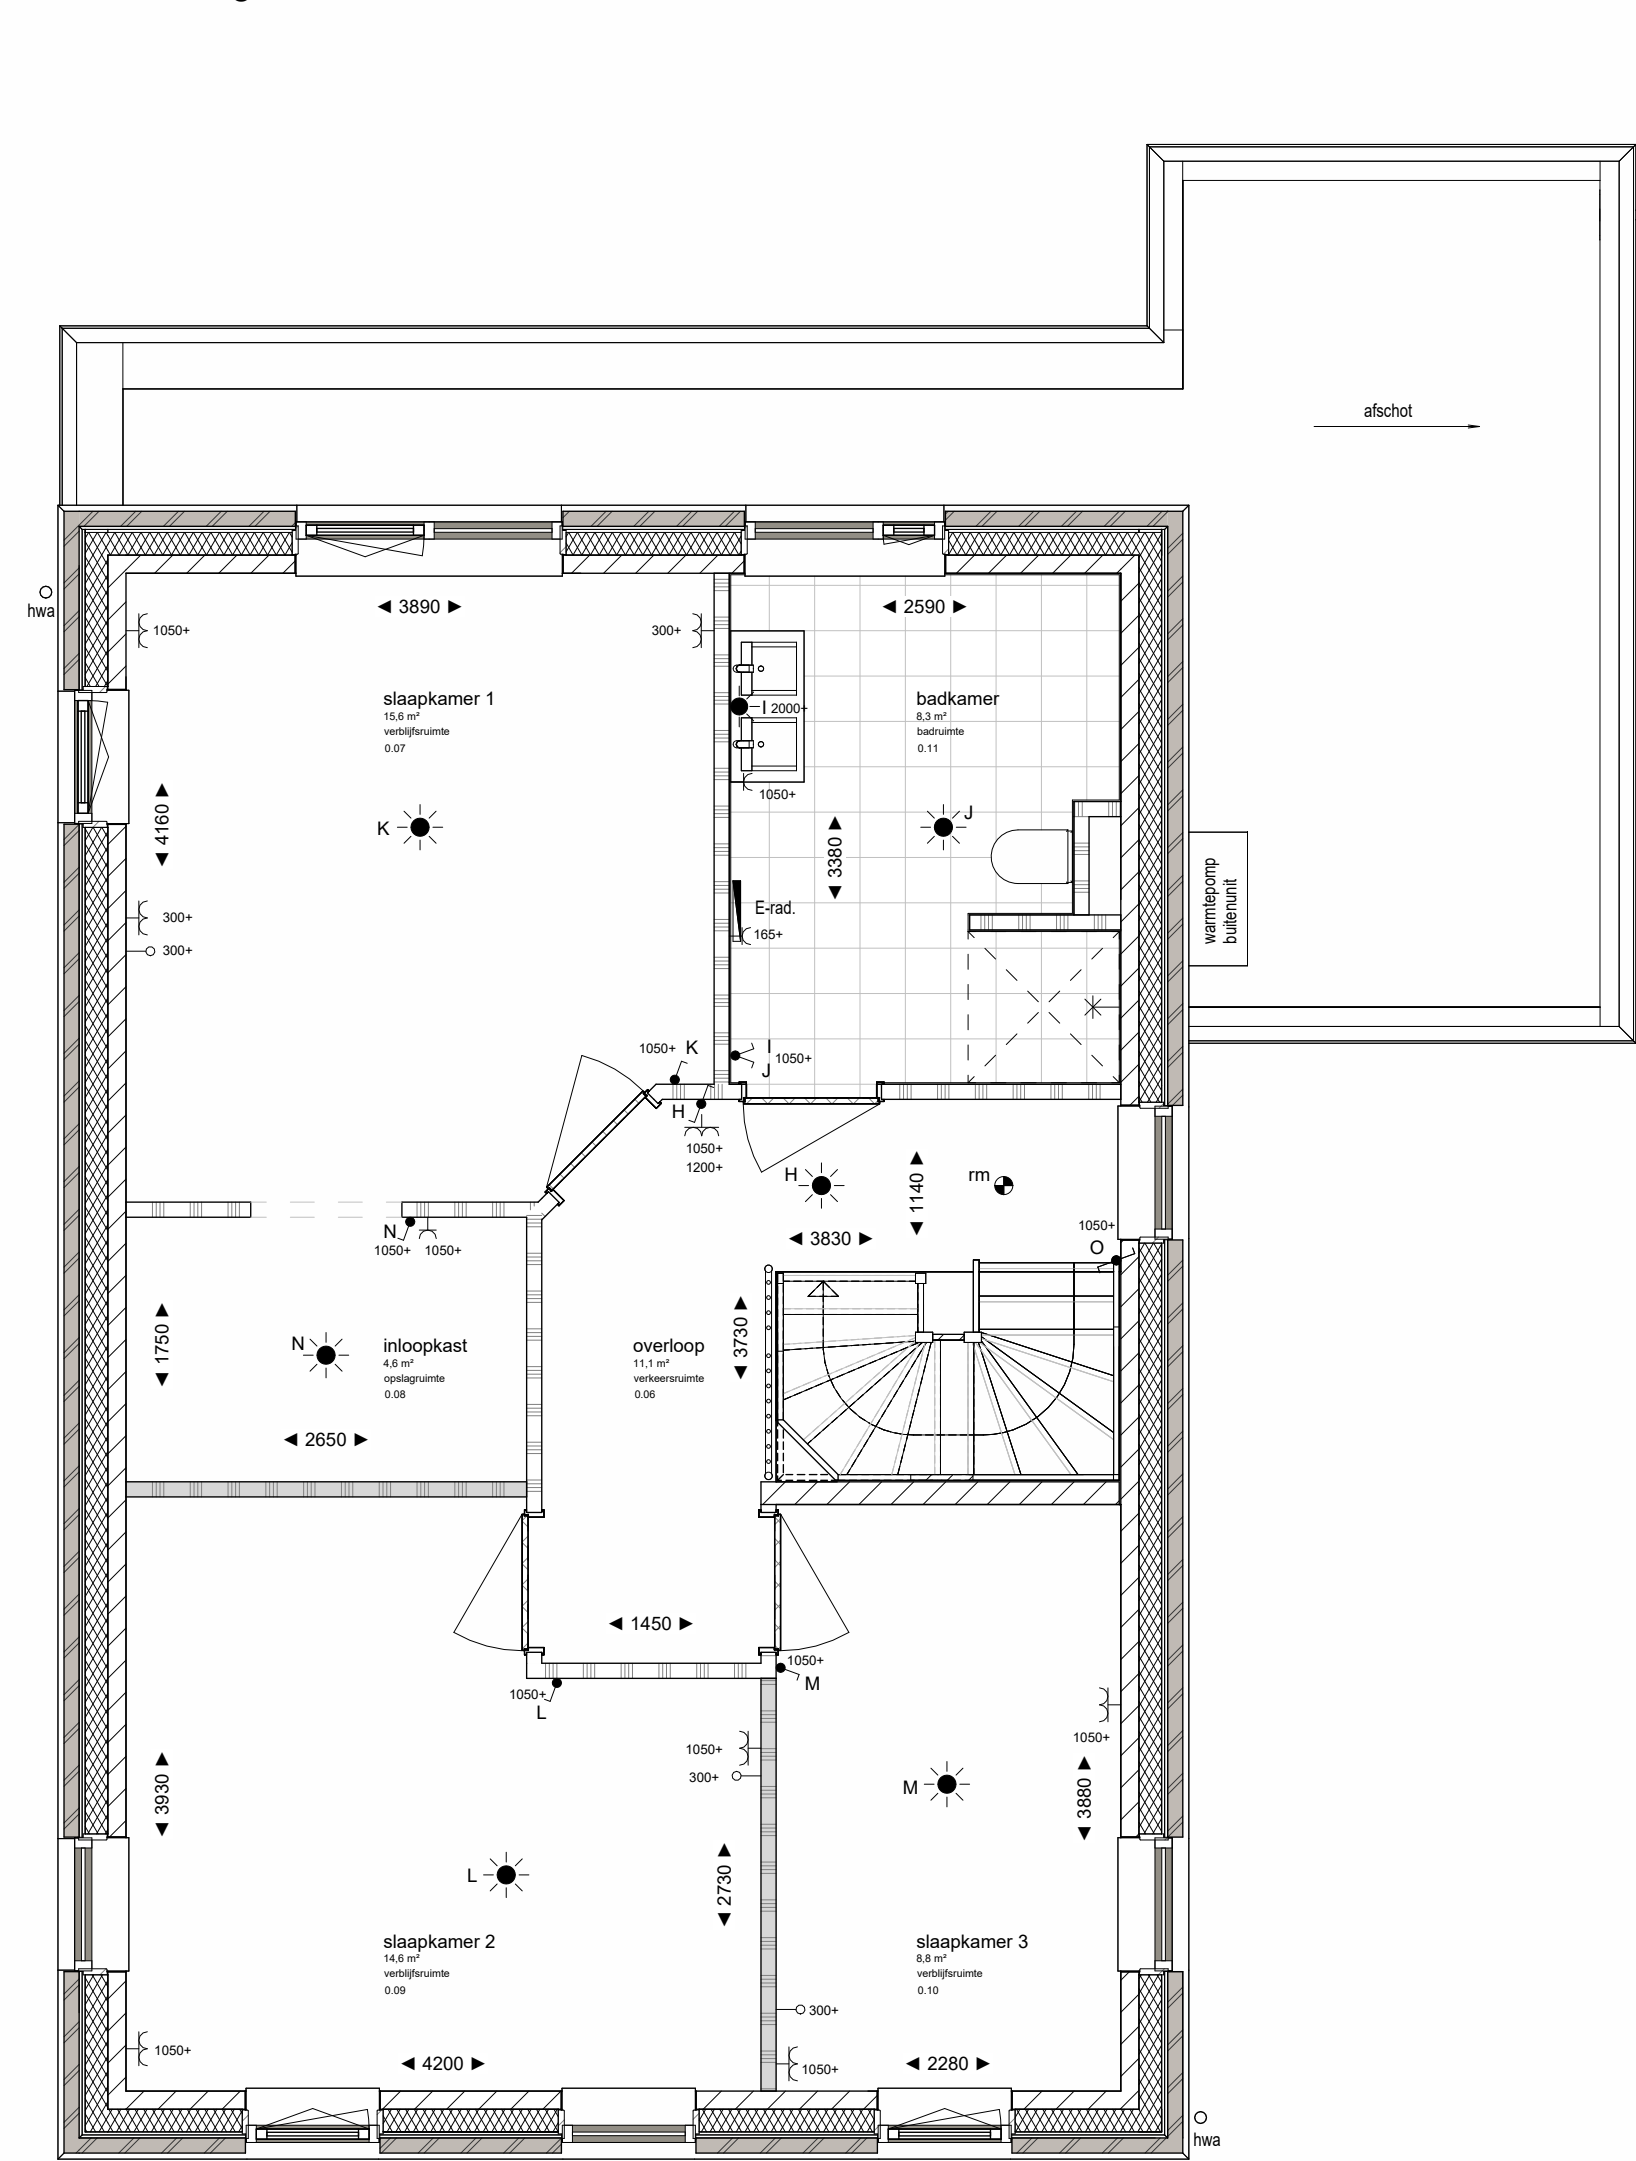 afschot
hwa
◄ 3890 ►
◄ 2590 ►
1050+
300+
slaapkamer 1
15,6 m²
verblijfsruimte
0.07
I 2000+
badkamer
8,3 m²
badruimte
0.11
1050+
◄ 4160 ►
K
J
◄ 3380 ►
warmtepomp
buitenunit
E-rad.
165+
300+
300+
1050+ K
I
1050+
J
H
1050+
1200+
H
◄ 1140 ►
rm
◄ 3830 ►
1050+
O
N
1050+
1050+
◄ 1750 ►
N
inloopkast
4,6 m²
opslagruimte
0.08
overloop
11,1 m²
verkeersruimte
0.06
◄ 3730 ►
◄ 2650 ►
◄ 1450 ►
1050+
M
1050+
L
1050+
300+
1050+
◄ 3930 ►
M
◄ 3880 ►
L
◄ 2730 ►
slaapkamer 2
14,6 m²
verblijfsruimte
0.09
slaapkamer 3
8,8 m²
verblijfsruimte
0.10
300+
1050+
1050+
◄ 4200 ►
◄ 2280 ►
hwa